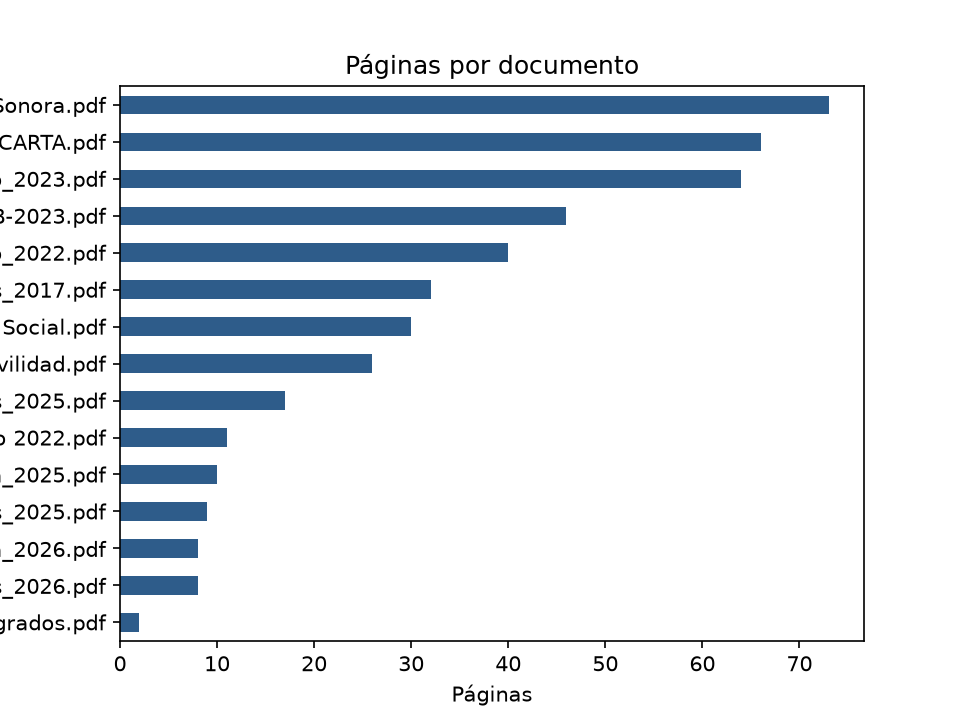 Páginas por documento
Sonora.pdf
CARTA.pdf
_2023.pdf
3-2023.pdf
_2022.pdf
s_2017.pdf
Social.pdf
vilidad.pdf
s_2025.pdf
o 2022.pdf
_2025.pdf
s_2025.pdf
_2026.pdf
s_2026.pdf
grados.pdf
0 10 20 30 40 50 60 70
Páginas